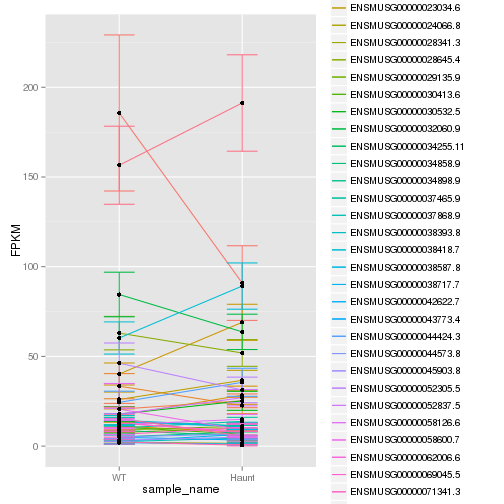 ENSMUSG00000023034.6
ENSMUSG00000024066.8
ENSMUSG00000028341.3
ENSMUSG00000028645.4
ENSMUSG00000029135.9
ENSMUSG00000030413.6
ENSMUSG00000030532.5
ENSMUSG00000032060.9
ENSMUSG00000034255.11
ENSMUSG00000034858.9
ENSMUSG00000034898.9
ENSMUSG00000037465.9
ENSMUSG00000037868.9
ENSMUSG00000038393.8
ENSMUSG00000038418.7
ENSMUSG00000038587.8
ENSMUSG00000038717.7
ENSMUSG00000042622.7
ENSMUSG00000043773.4
ENSMUSG00000044424.3
ENSMUSG00000044573.8
ENSMUSG00000045903.8
ENSMUSG00000052305.5
ENSMUSG00000052837.5
ENSMUSG00000058126.6
ENSMUSG00000058600.7
ENSMUSG00000062006.6
ENSMUSG00000069045.5
ENSMUSG00000071341.3
200
150
100
50
0
FPKM
WT
Haunt
sample_name